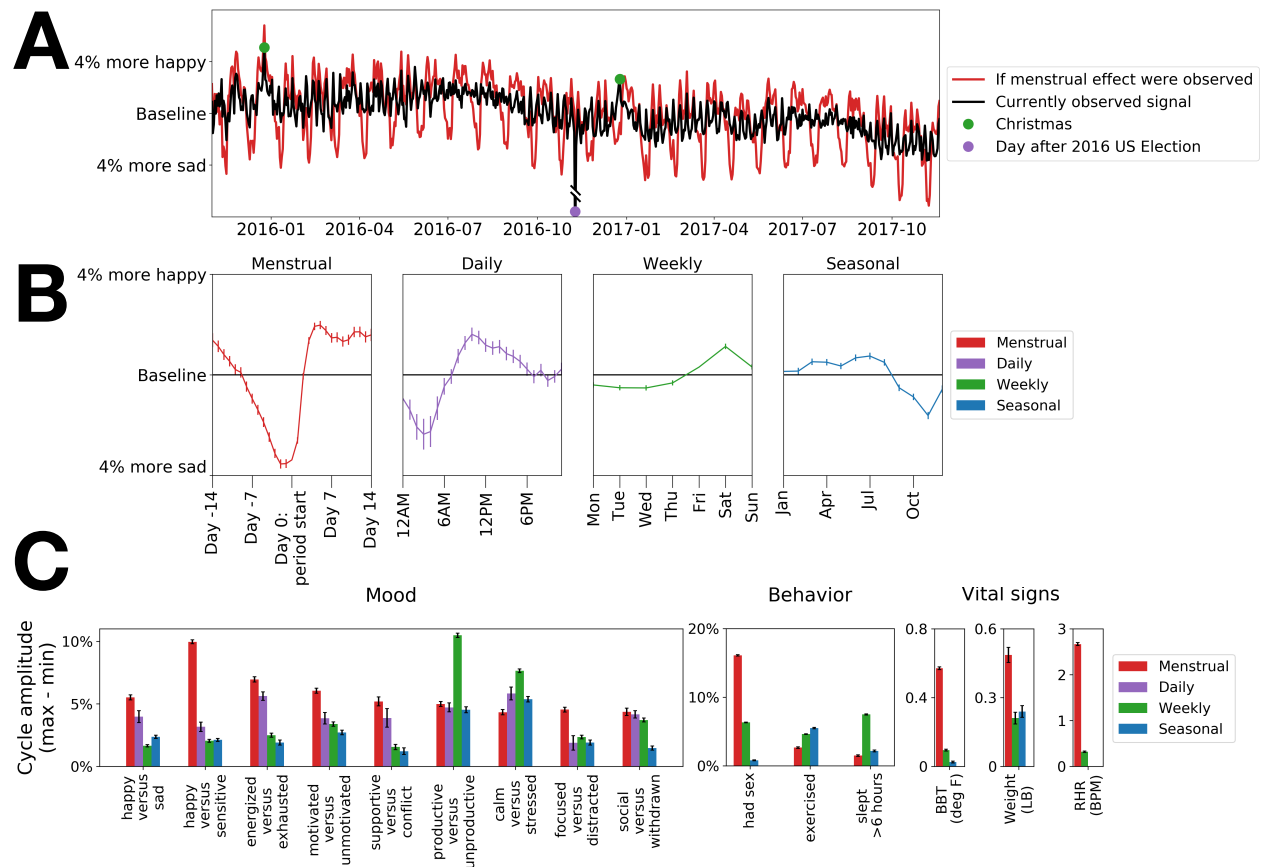 A
4% more happy
Baseline
4% more sad
2016-01
2016-04
2016-07
2016-10
2017-01
2017-04
2017-07
2017-10
If menstrual effect were observed
Currently observed signal
Christmas
Day after 2016 US Election
B
Menstrual
Daily
Weekly
Seasonal
4% more happy
Baseline
4% more sad
Day -14
Day -7
Day 0:
period start
Day 7
Day 14
12AM
6AM
12PM
6PM
Mon
Tue
Wed
Thu
Fri
Sat
Sun
Jan
Apr
Jul
Oct
Menstrual
Daily
Weekly
Seasonal
C
Cycle amplitude
(max - min)
Mood
10%
5%
0%
happy
versus
sad
happy
versus
sensitive
energized
versus
exhausted
motivated
versus
unmotivated
supportive
versus
conflict
productive
versus
unproductive
calm
versus
stressed
focused
versus
distracted
social
versus
withdrawn
Behavior
20%
10%
0%
had sex
exercised
slept
>6 hours
Vital signs
0.8
0.4
0
BBT
(deg F)
0.6
0.3
0
Weight
(LB)
3
2
1
0
RHR
(BPM)
Menstrual
Daily
Weekly
Seasonal